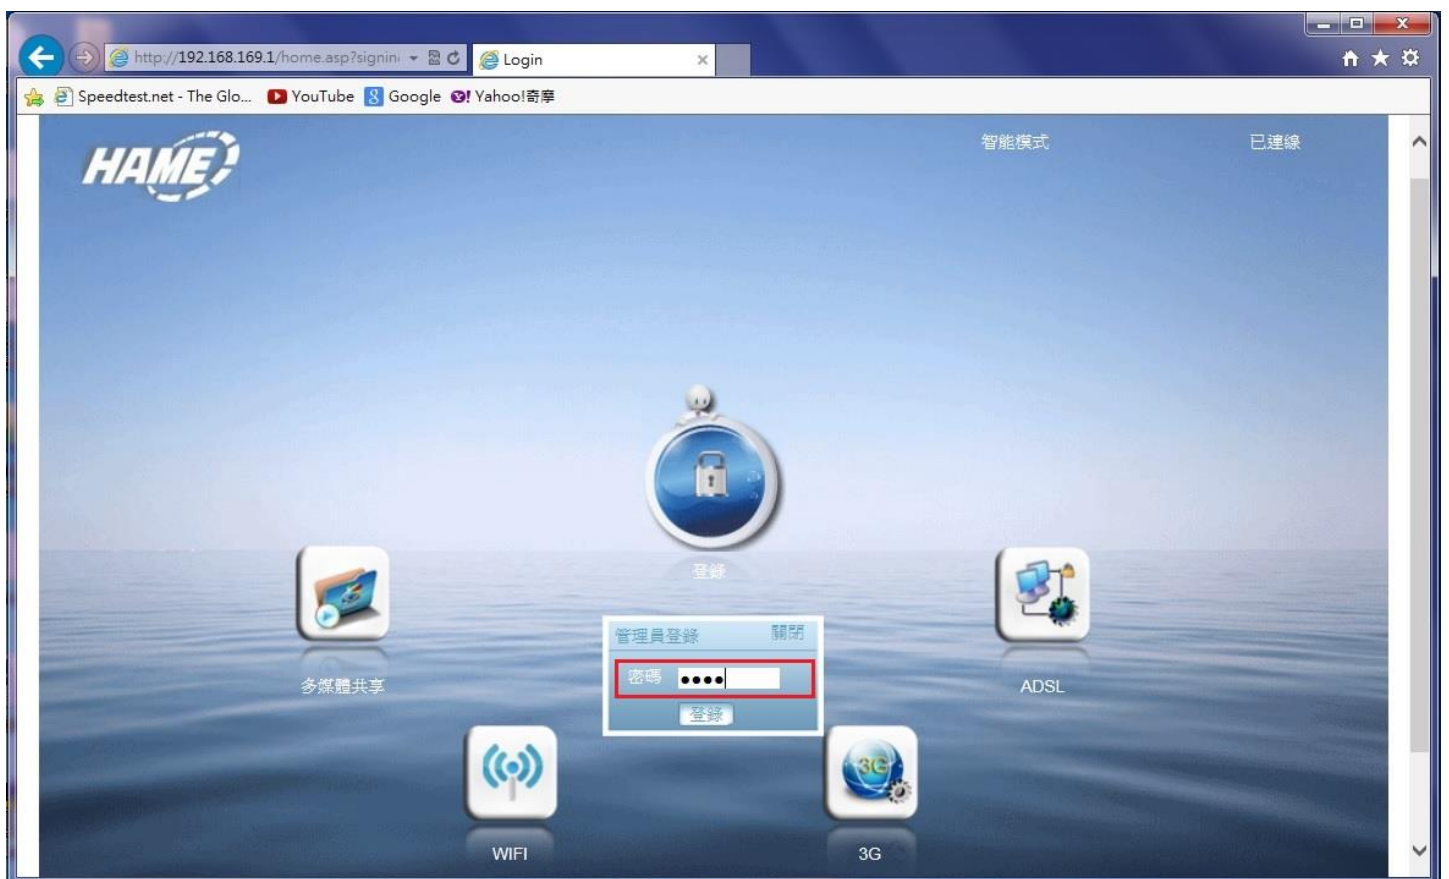 http://192.168.169.1/home.asp?signin
Login
Speedtest.net - The Glo... YouTube Google Yahoo!奇摩
HAME
智能模式 已連線
登錄
管理員登錄 關閉
密碼 ●●●●
登錄
多媒體共享
ADSL
3G
WIFI
3G